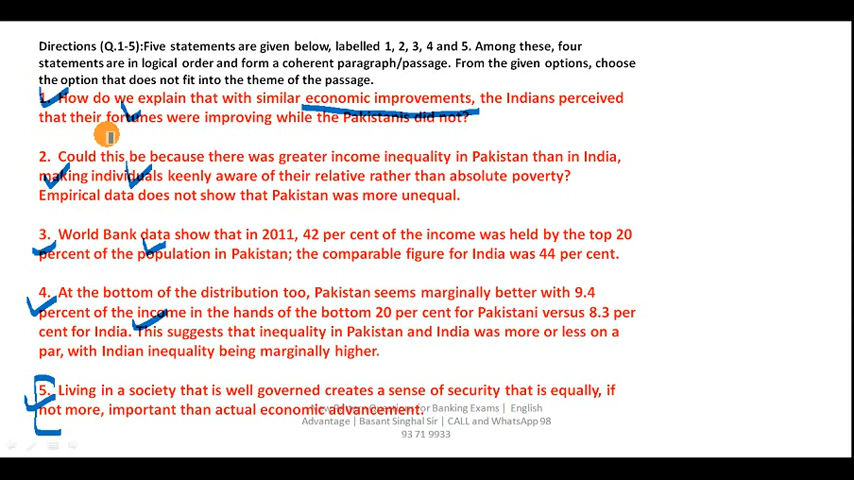 Directions (Q.1-5):Five statements are given below, labelled 1, 2, 3, 4 and 5. Among these, four
statements are in logical order and form a coherent paragraph/passage. From the given options, choose
the option that does not fit into the theme of the passage.
1. How do we explain that with similar economic improvements, the Indians perceived
that their fortunes were improving while the Pakistanis did not?
2. Could this be because there was greater income inequality in Pakistan than in India,
making individuals keenly aware of their relative rather than absolute poverty?
Empirical data does not show that Pakistan was more unequal.
3. World Bank data show that in 2011, 42 per cent of the income was held by the top 20
percent of the population in Pakistan; the comparable figure for India was 44 per cent.
4. At the bottom of the distribution too, Pakistan seems marginally better with 9.4
percent of the income in the hands of the bottom 20 per cent for Pakistani versus 8.3 per
cent for India. This suggests that inequality in Pakistan and India was more or less on a
par, with Indian inequality being marginally higher.
5. Living in a society that is well governed creates a sense of security that is equally, if
not more, important than actual economic advancement.
for Banking Exams | English
Advantage | Basant Singhal Sir | CALL and WhatsApp 98
93 71 9933